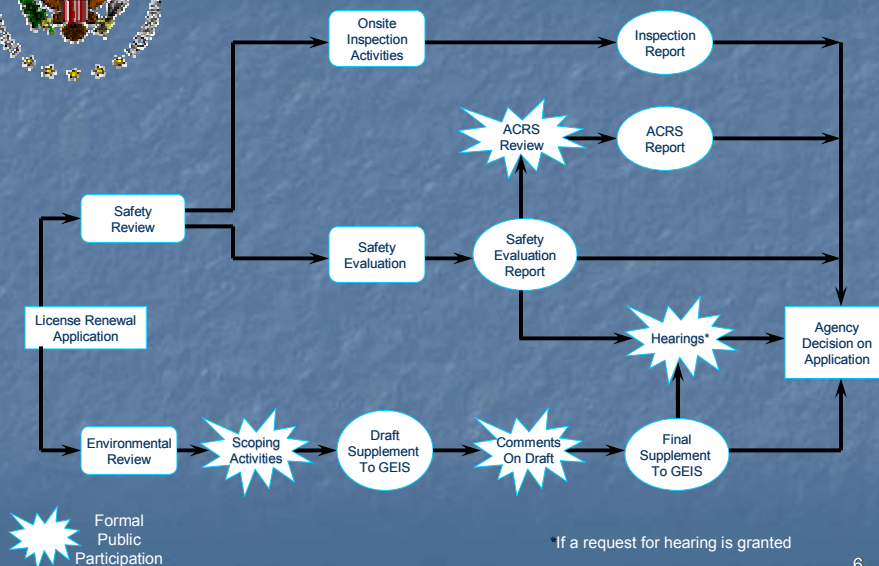 Onsite
Inspection
Activities
Inspection
Report
ACRS
Review
ACRS
Report
Safety
Review
Safety
Evaluation
Safety
Evaluation
Report
License Renewal
Application
Hearings*
Agency
Decision on
Application
Environmental
Review
Scoping
Activities
Draft
Supplement
To GEIS
Comments
On Draft
Final
Supplement
To GEIS
Formal
Public
Participation
*If a request for hearing is granted
6